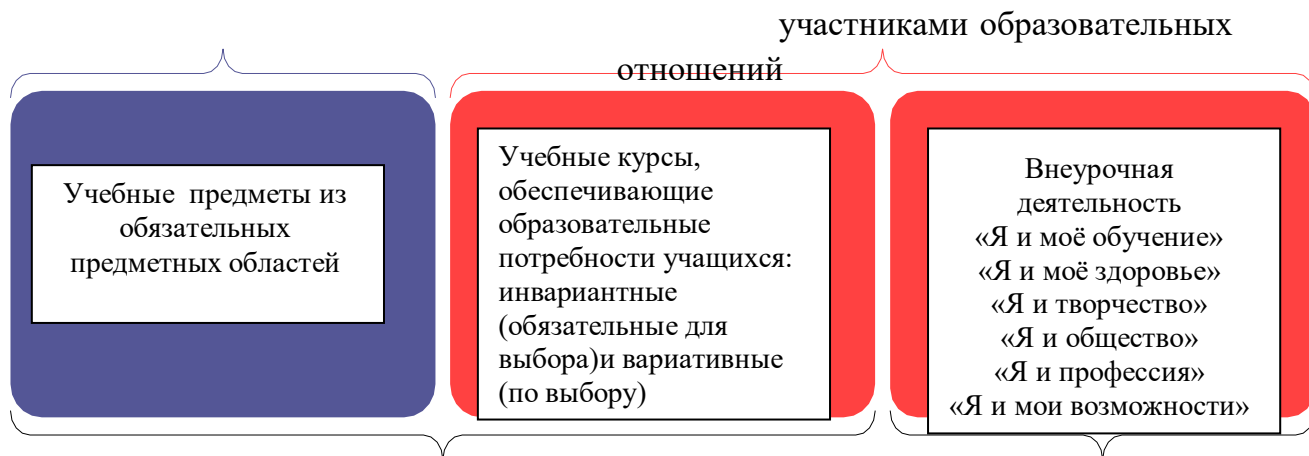 участниками образовательных
отношений
Учебные предметы из
обязательных
предметных областей
Учебные курсы,
обеспечивающие
образовательные
потребности учащихся:
инвариантные
(обязательные для
выбора)и вариативные
(по выбору)
Внеурочная
деятельность
«Я и моё обучение»
«Я и моё здоровье»
«Я и творчество»
«Я и общество»
«Я и профессия»
«Я и мои возможности»